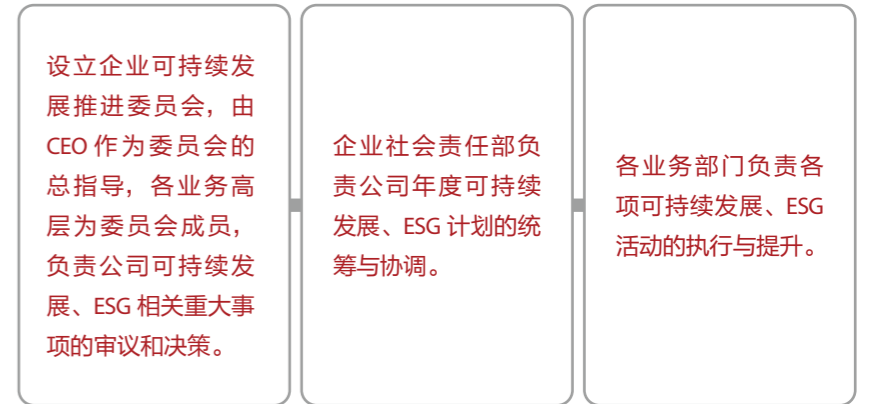 设立企业可持续发
展推进委员会，由
CEO 作为委员会的
总指导，各业务高
层为委员会成员，
负责公司可持续发
展、ESG 相关重大事
项的审议和决策。
企业社会责任部负
责公司年度可持续
发展、ESG 计划的统
筹与协调。
各业务部门负责各
项可持续发展、ESG
活动的执行与提升。